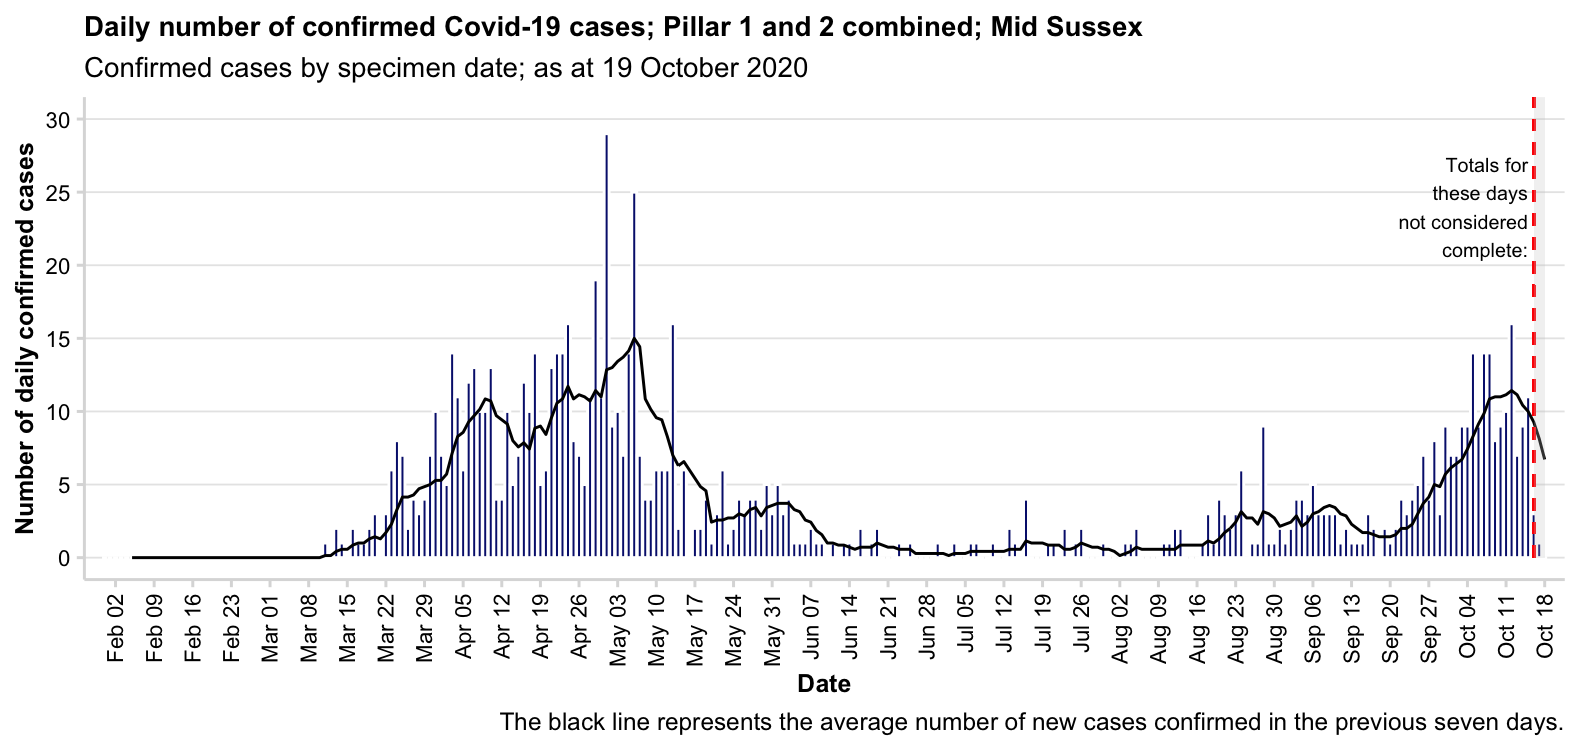 Daily number of confirmed Covid-19 cases; Pillar 1 and 2 combined; Mid Sussex
Confirmed cases by specimen date; as at 19 October 2020
Number of daily confirmed cases
30
25
20
15
10
5
0
Totals for
these days
not considered
complete:
Feb 02
Feb 09
Feb 16
Feb 23
Mar 01
Mar 08
Mar 15
Mar 22
Mar 29
Apr 05
Apr 12
Apr 19
Apr 26
May 03
May 10
May 17
May 24
May 31
Jun 07
Jun 14
Jun 21
Jun 28
Jul 05
Jul 12
Jul 19
Jul 26
Aug 02
Aug 09
Aug 16
Aug 23
Aug 30
Sep 06
Sep 13
Sep 20
Sep 27
Oct 04
Oct 11
Oct 18
Date
The black line represents the average number of new cases confirmed in the previous seven days.